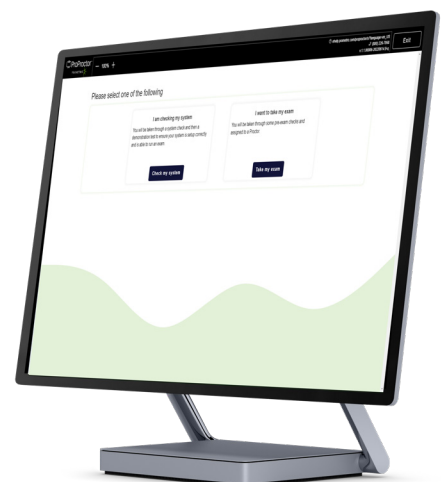 ProProctor
− 100% +
Exit
Please select one of the following
I am checking my system
You will be taken through a system check and then a
demonstration test to ensure your system is setup correctly
and is able to run an exam.
Check my system
I want to take my exam
You will be taken through some pre-exam checks and
assigned to a Proctor.
Take my exam